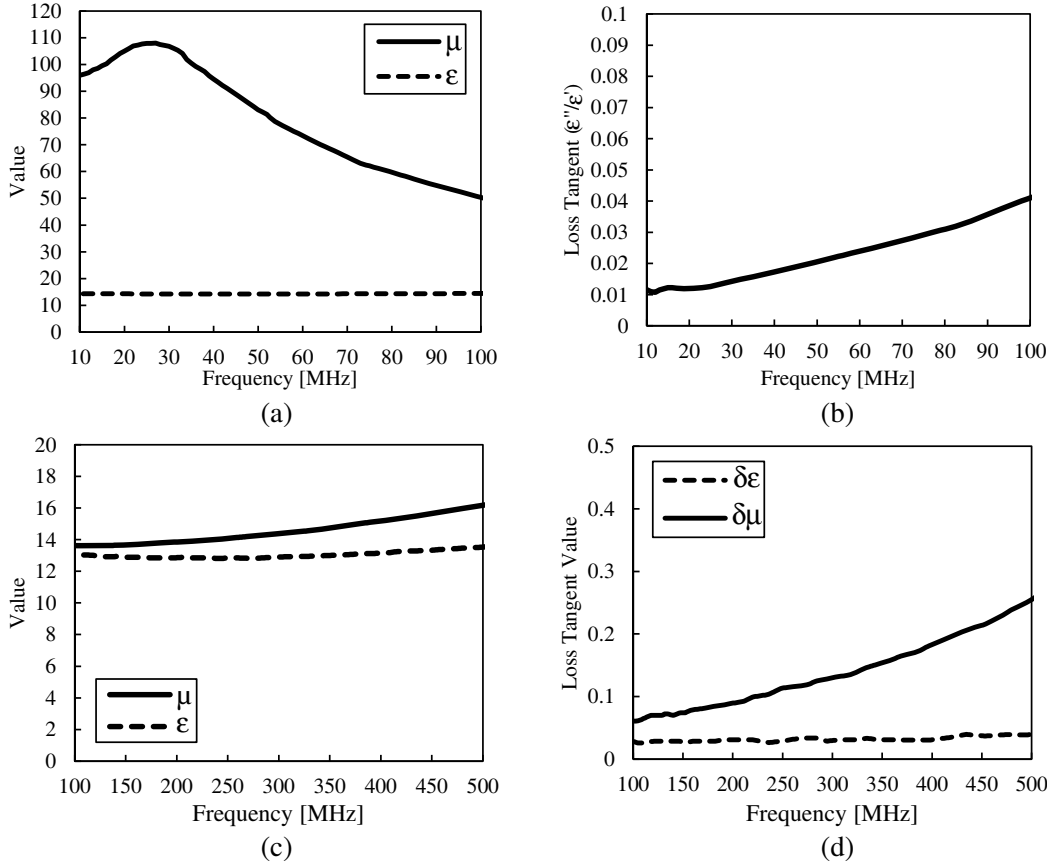 120
110
100
90
80
70
60
50
40
30
20
10
0
Value
μ
ε
10 20 30 40 50 60 70 80 90 100
Frequency [MHz]
(a)
0.1
0.09
0.08
0.07
0.06
0.05
0.04
0.03
0.02
0.01
0
Loss Tangent (ε''/ε')
10 20 30 40 50 60 70 80 90 100
Frequency [MHz]
(b)
20
18
16
14
12
10
8
6
4
2
0
Value
μ
ε
100 150 200 250 300 350 400 450 500
Frequency [MHz]
(c)
0.5
0.4
0.3
0.2
0.1
0
Loss Tangent Value
δε
δμ
100 150 200 250 300 350 400 450 500
Frequency [MHz]
(d)